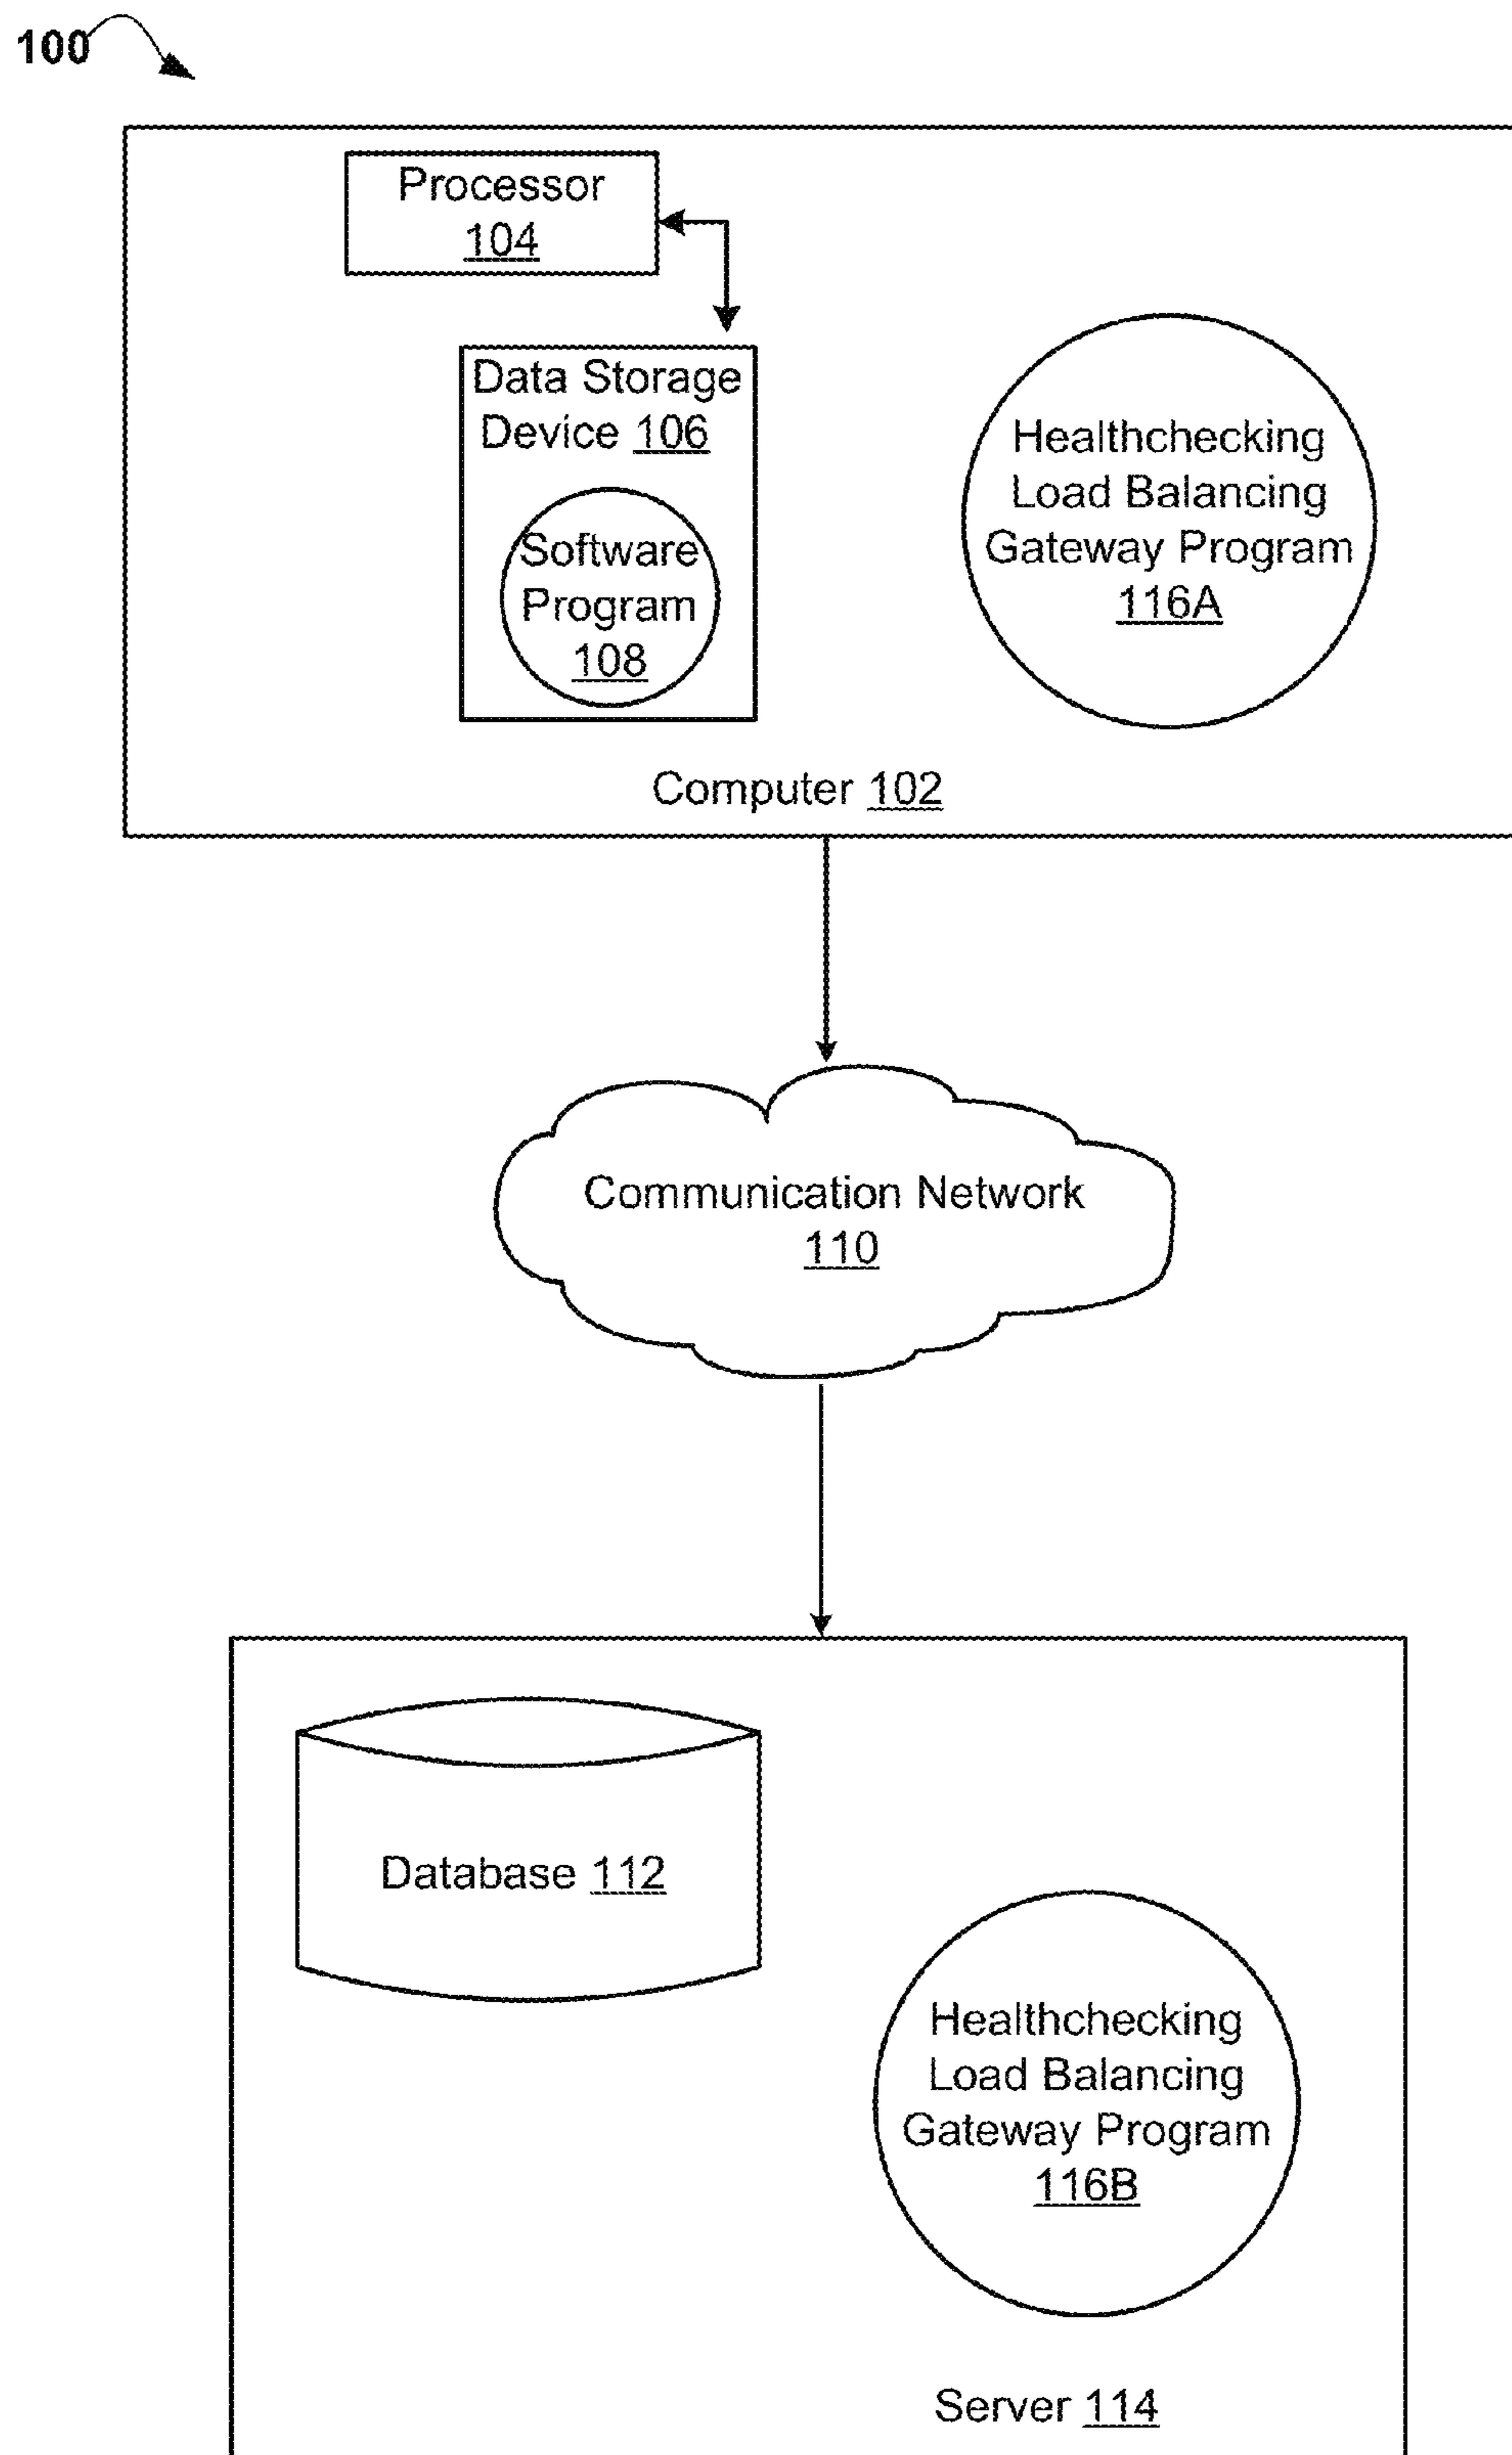 100
Processor
104
Data Storage
Device 106
Software
Program
108
Healthchecking
Load Balancing
Gateway Program
116A
Computer 102
Communication Network
110
Database 112
Healthchecking
Load Balancing
Gateway Program
116B
Server 114